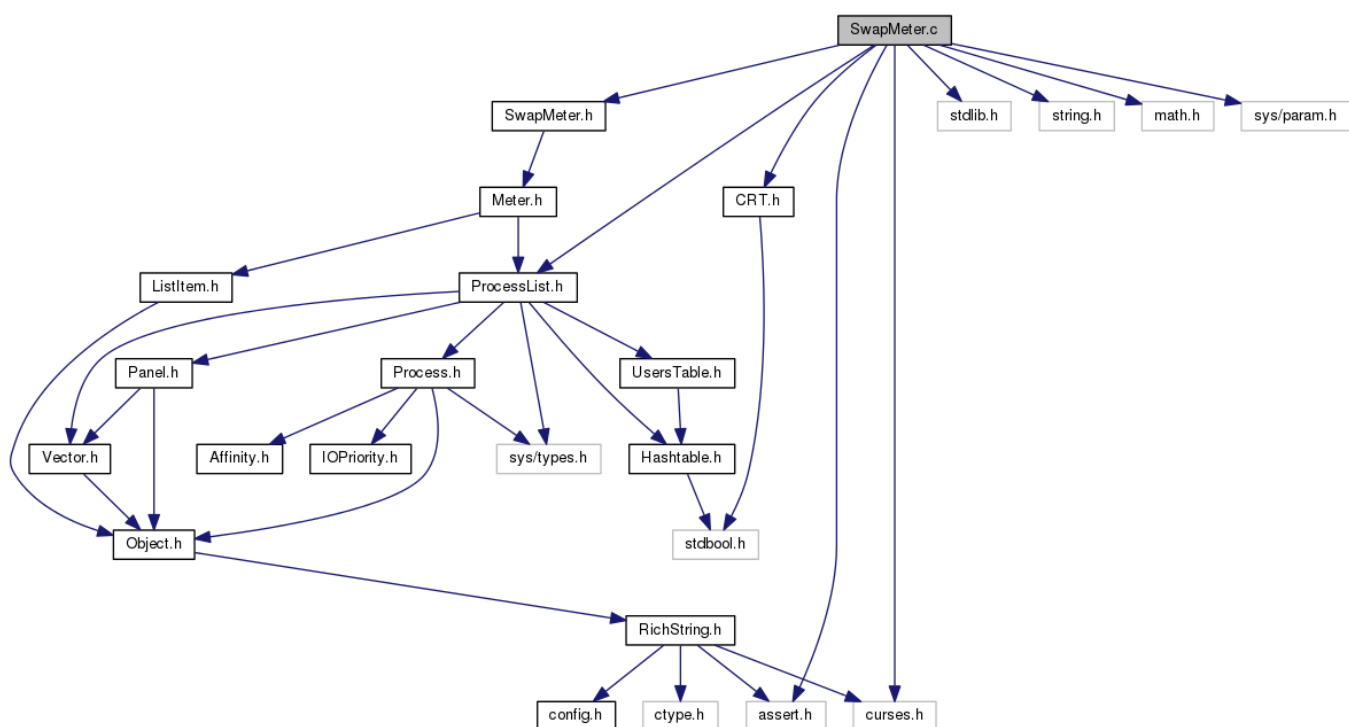 SwapMeter.c
SwapMeter.h
stdlib.h
string.h
math.h
sys/param.h
Meter.h
CRT.h
ListItem.h
ProcessList.h
Panel.h
Process.h
UsersTable.h
Vector.h
Affinity.h
IOPriority.h
sys/types.h
Hashtable.h
Object.h
stdbool.h
RichString.h
config.h
ctype.h
assert.h
curses.h